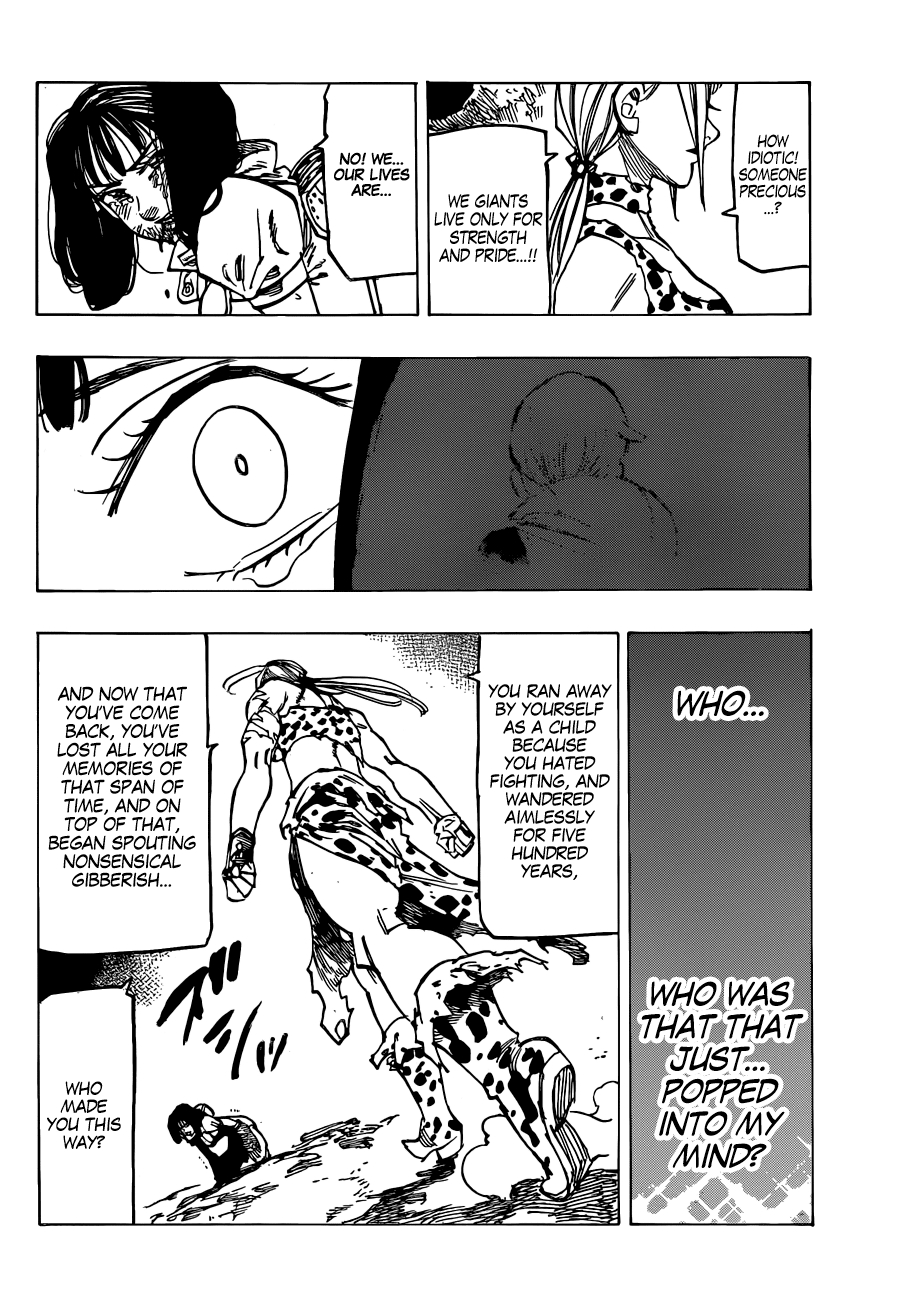 HOW
IDIOTIC!
SOMEONE
PRECIOUS
...?
WE GIANTS
LIVE ONLY FOR
STRENGTH
AND PRIDE...!!
NO! WE...
OUR LIVES
ARE...
WHO...
WHO WAS
THAT THAT
JUST...
POPPED
INTO MY
MIND?
YOU RAN AWAY
BY YOURSELF
AS A CHILD
BECAUSE
YOU HATED
FIGHTING, AND
WANDERED
AIMLESSLY
FOR FIVE
HUNDRED
YEARS,
AND NOW THAT
YOU'VE COME
BACK, YOU'VE
LOST ALL YOUR
MEMORIES OF
THAT SPAN OF
TIME, AND ON
TOP OF THAT,
BEGAN SPOUTING
NONSENSICAL
GIBBERISH...
ズン
WHO
MADE
YOU THIS
WAY?